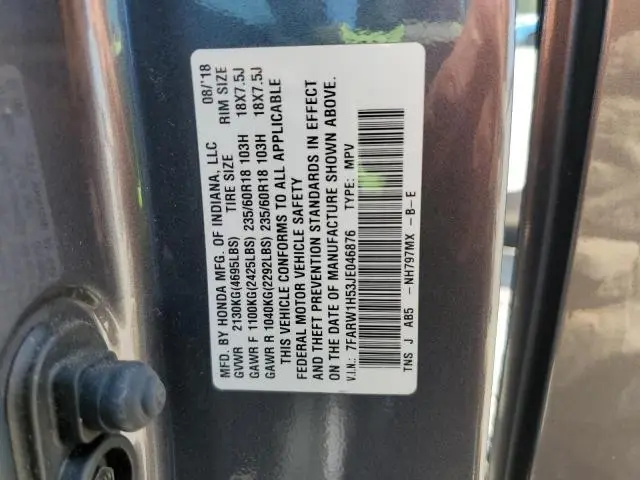 MFD. BY HONDA MFG. OF INDIANA, LLC 08/'18
GVWR 2130KG(4695LBS) TIRE SIZE RIM SIZE
GAWR F 1100KG(2425LBS) 235/60R18 103H 18X7.5J
GAWR R 1040KG(2292LBS) 235/60R18 103H 18X7.5J
THIS VEHICLE CONFORMS TO ALL APPLICABLE
FEDERAL MOTOR VEHICLE SAFETY
AND THEFT PREVENTION STANDARDS IN EFFECT
ON THE DATE OF MANUFACTURE SHOWN ABOVE.
V.I.N.: 7FARW1H53JE046876 TYPE: MPV
TNS J AB5 -NH797MX -B-E